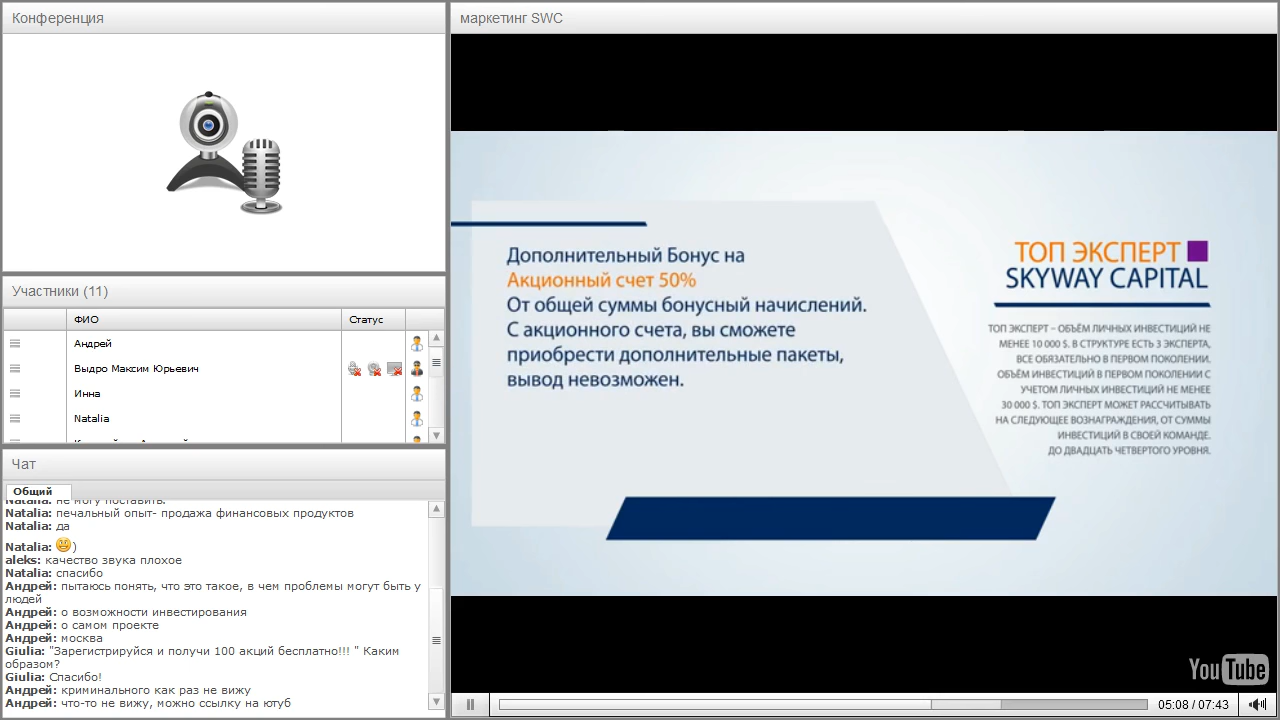 Конференция
Участники (11)
ФИО
Статус
Андрей
Выдро Максим Юрьевич
Инна
Natalia
Чат
Общий
Natalia: не могу поставить.
Natalia: печальный опыт- продажа финансовых продуктов
Natalia: да
Natalia: )
aleks: качество звука плохое
Natalia: спасибо
Андрей: пытаюсь понять, что это такое, в чем проблемы могут быть у
людей
Андрей: о возможности инвестирования
Андрей: о самом проекте
Андрей: москва
Giulia: "Зарегистрируйся и получи 100 акций бесплатно!!! " Каким
образом?
Giulia: Спасибо!
Андрей: криминального как раз не вижу
Андрей: что-то не вижу, можно ссылку на ютуб
маркетинг SWC
Дополнительный Бонус на
Акционный счет 50%
От общей суммы бонусный начислений.
С акционного счета, вы сможете
приобрести дополнительные пакеты,
вывод невозможен.
ТОП ЭКСПЕРТ
SKYWAY CAPITAL
ТОП ЭКСПЕРТ – ОБЪЁМ ЛИЧНЫХ ИНВЕСТИЦИЙ НЕ
МЕНЕЕ 10 000 $. В СТРУКТУРЕ ЕСТЬ 3 ЭКСПЕРТА,
ВСЕ ОБЯЗАТЕЛЬНО В ПЕРВОМ ПОКОЛЕНИИ.
ОБЪЁМ ИНВЕСТИЦИЙ В ПЕРВОМ ПОКОЛЕНИИ С
УЧЕТОМ ЛИЧНЫХ ИНВЕСТИЦИЙ НЕ МЕНЕЕ
30 000 $. ТОП ЭКСПЕРТ МОЖЕТ РАССЧИТЫВАТЬ
НА СЛЕДУЮЩЕЕ ВОЗНАГРАЖДЕНИЯ, ОТ СУММЫ
ИНВЕСТИЦИЙ В СВОЕЙ КОМАНДЕ.
ДО ДВАДЦАТЬ ЧЕТВЕРТОГО УРОВНЯ.
YouTube
05:08 / 07:43